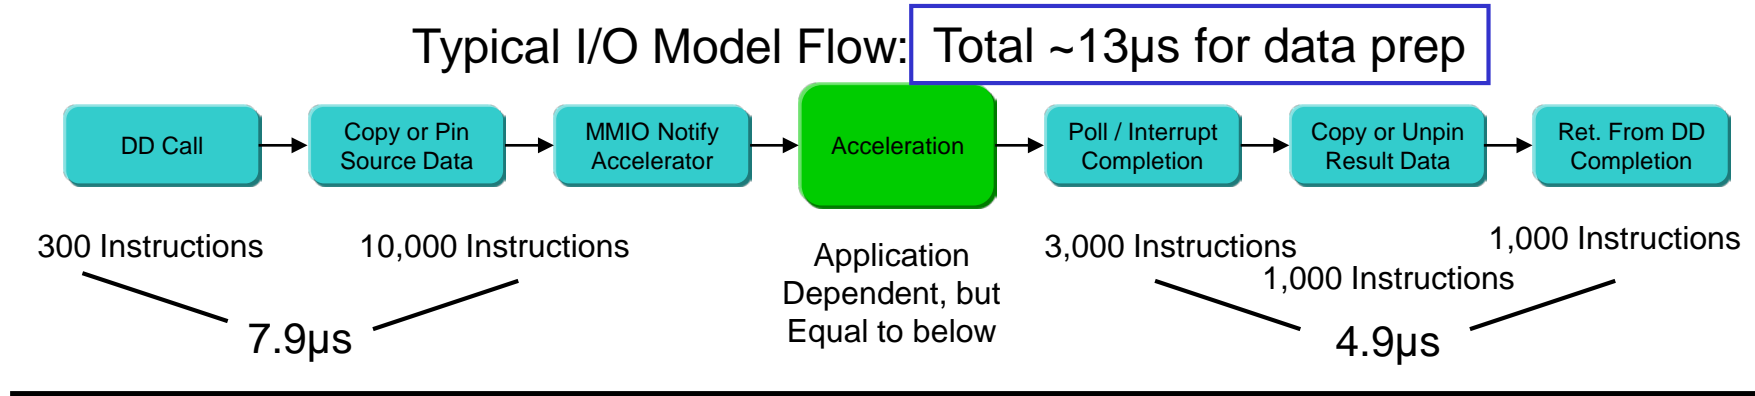 Typical I/O Model Flow: Total ~13µs for data prep
DD Call
Copy or Pin
Source Data
MMIO Notify
Accelerator
Acceleration
Poll / Interrupt
Completion
Copy or Unpin
Result Data
Ret. From DD
Completion
300 Instructions
10,000 Instructions
Application
Dependent, but
Equal to below
3,000 Instructions
1,000 Instructions
1,000 Instructions
7.9µs
4.9µs